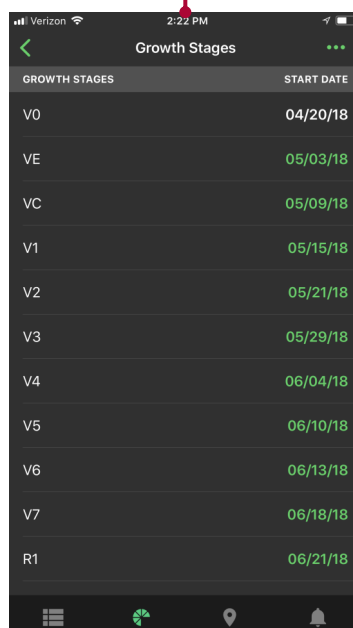 Verizon 2:22 PM
Growth Stages
GROWTH STAGES START DATE
V0 04/20/18
VE 05/03/18
VC 05/09/18
V1 05/15/18
V2 05/21/18
V3 05/29/18
V4 06/04/18
V5 06/10/18
V6 06/13/18
V7 06/18/18
R1 06/21/18